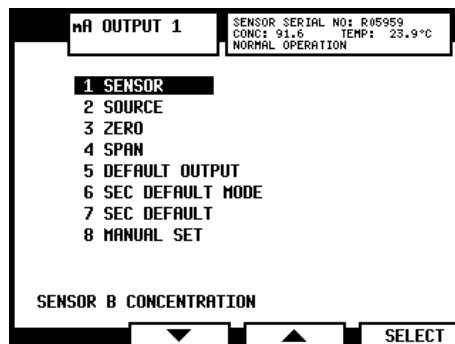 mA OUTPUT 1
SENSOR SERIAL NO: R05959
CONC: 91.6 TEMP: 23.9°C
NORMAL OPERATION
1 SENSOR
2 SOURCE
3 ZERO
4 SPAN
5 DEFAULT OUTPUT
6 SEC DEFAULT MODE
7 SEC DEFAULT
8 MANUAL SET
SENSOR B CONCENTRATION
SELECT